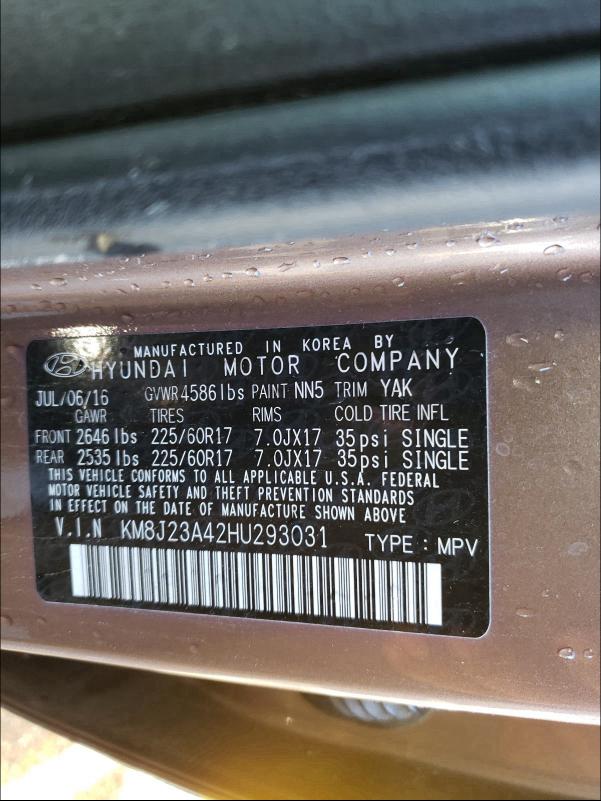 MANUFACTURED IN KOREA BY
HYUNDAI MOTOR COMPANY
JUL/06/16 GVWR 4586lbs PAINT NN5 TRIM YAK
GAWR TIRES RIMS COLD TIRE INFL
FRONT 2646 lbs 225/60R17 7.0JX17 35psi SINGLE
REAR 2535 lbs 225/60R17 7.0JX17 35psi SINGLE
THIS VEHICLE CONFORMS TO ALL APPLICABLE U.S.A. FEDERAL
MOTOR VEHICLE SAFETY AND THEFT PREVENTION STANDARDS
IN EFFECT ON THE DATE OF MANUFACTURE SHOWN ABOVE
V.I.N KM8J23A42HU293031 TYPE : MPV